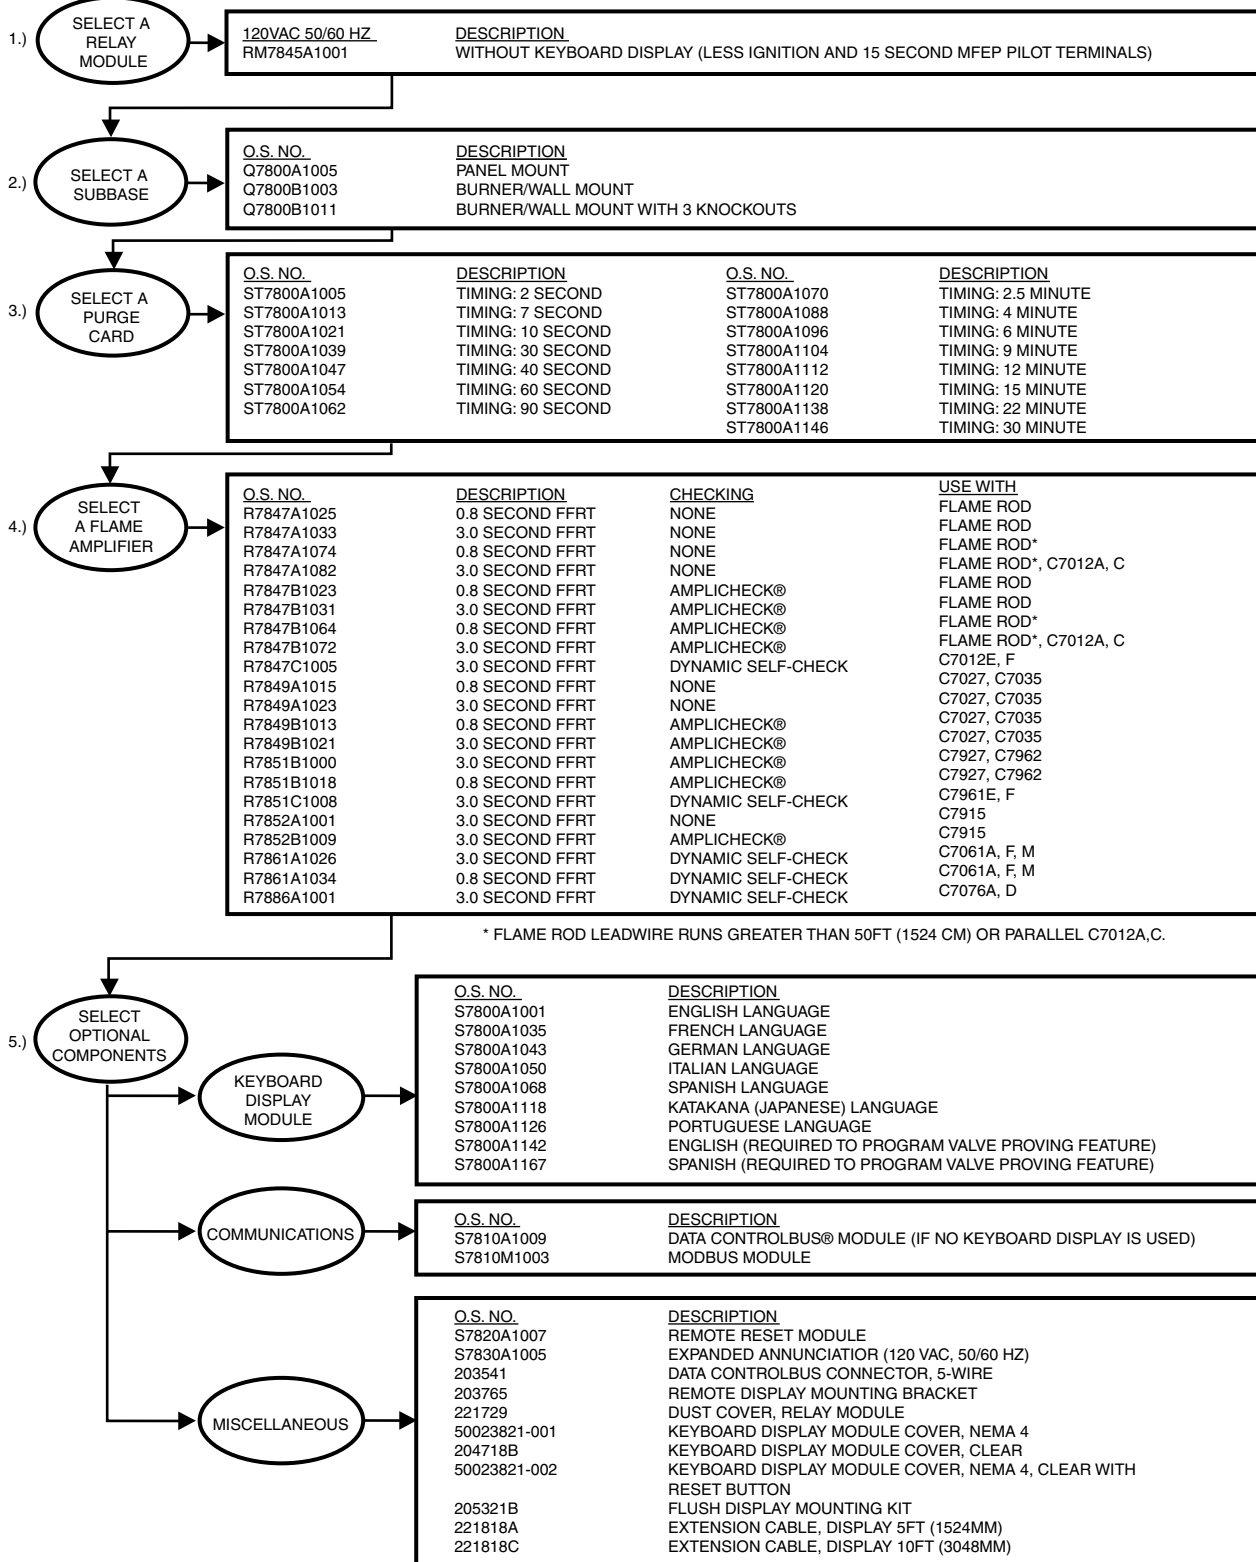 1.)
SELECT A
RELAY
MODULE
120VAC 50/60 HZ DESCRIPTION
RM7845A1001 WITHOUT KEYBOARD DISPLAY (LESS IGNITION AND 15 SECOND MFEP PILOT TERMINALS)
2.)
SELECT A
SUBBASE
O.S. NO. DESCRIPTION
Q7800A1005 PANEL MOUNT
Q7800B1003 BURNER/WALL MOUNT
Q7800B1011 BURNER/WALL MOUNT WITH 3 KNOCKOUTS
3.)
SELECT A
PURGE
CARD
O.S. NO. DESCRIPTION O.S. NO. DESCRIPTION
ST7800A1005 TIMING: 2 SECOND ST7800A1070 TIMING: 2.5 MINUTE
ST7800A1013 TIMING: 7 SECOND ST7800A1088 TIMING: 4 MINUTE
ST7800A1021 TIMING: 10 SECOND ST7800A1096 TIMING: 6 MINUTE
ST7800A1039 TIMING: 30 SECOND ST7800A1104 TIMING: 9 MINUTE
ST7800A1047 TIMING: 40 SECOND ST7800A1112 TIMING: 12 MINUTE
ST7800A1054 TIMING: 60 SECOND ST7800A1120 TIMING: 15 MINUTE
ST7800A1062 TIMING: 90 SECOND ST7800A1138 TIMING: 22 MINUTE
ST7800A1146 TIMING: 30 MINUTE
4.)
SELECT
A FLAME
AMPLIFIER
O.S. NO. DESCRIPTION CHECKING USE WITH
R7847A1025 0.8 SECOND FFRT NONE FLAME ROD
R7847A1033 3.0 SECOND FFRT NONE FLAME ROD
R7847A1074 0.8 SECOND FFRT NONE FLAME ROD*
R7847A1082 3.0 SECOND FFRT NONE FLAME ROD*, C7012A, C
R7847B1023 0.8 SECOND FFRT AMPLICHECK® FLAME ROD
R7847B1031 3.0 SECOND FFRT AMPLICHECK® FLAME ROD
R7847B1064 0.8 SECOND FFRT AMPLICHECK® FLAME ROD*
R7847B1072 3.0 SECOND FFRT AMPLICHECK® FLAME ROD*, C7012A, C
R7847C1005 3.0 SECOND FFRT DYNAMIC SELF-CHECK C7012E, F
R7849A1015 0.8 SECOND FFRT NONE C7027, C7035
R7849A1023 3.0 SECOND FFRT NONE C7027, C7035
R7849B1013 0.8 SECOND FFRT AMPLICHECK® C7027, C7035
R7849B1021 3.0 SECOND FFRT AMPLICHECK® C7027, C7035
R7851B1000 3.0 SECOND FFRT AMPLICHECK® C7927, C7962
R7851B1018 0.8 SECOND FFRT AMPLICHECK® C7927, C7962
R7851C1008 3.0 SECOND FFRT DYNAMIC SELF-CHECK C7961E, F
R7852A1001 3.0 SECOND FFRT NONE C7915
R7852B1009 3.0 SECOND FFRT AMPLICHECK® C7915
R7861A1026 3.0 SECOND FFRT DYNAMIC SELF-CHECK C7061A, F, M
R7861A1034 0.8 SECOND FFRT DYNAMIC SELF-CHECK C7061A, F, M
R7886A1001 3.0 SECOND FFRT DYNAMIC SELF-CHECK C7076A, D
* FLAME ROD LEADWIRE RUNS GREATER THAN 50FT (1524 CM) OR PARALLEL C7012A,C.
5.)
SELECT
OPTIONAL
COMPONENTS
KEYBOARD
DISPLAY
MODULE
O.S. NO. DESCRIPTION
S7800A1001 ENGLISH LANGUAGE
S7800A1035 FRENCH LANGUAGE
S7800A1043 GERMAN LANGUAGE
S7800A1050 ITALIAN LANGUAGE
S7800A1068 SPANISH LANGUAGE
S7800A1118 KATAKANA (JAPANESE) LANGUAGE
S7800A1126 PORTUGUESE LANGUAGE
S7800A1142 ENGLISH (REQUIRED TO PROGRAM VALVE PROVING FEATURE)
S7800A1167 SPANISH (REQUIRED TO PROGRAM VALVE PROVING FEATURE)
COMMUNICATIONS
O.S. NO. DESCRIPTION
S7810A1009 DATA CONTROLBUS® MODULE (IF NO KEYBOARD DISPLAY IS USED)
S7810M1003 MODBUS MODULE
MISCELLANEOUS
O.S. NO. DESCRIPTION
S7820A1007 REMOTE RESET MODULE
S7830A1005 EXPANDED ANNUNCIATIOR (120 VAC, 50/60 HZ)
203541 DATA CONTROLBUS CONNECTOR, 5-WIRE
203765 REMOTE DISPLAY MOUNTING BRACKET
221729 DUST COVER, RELAY MODULE
50023821-001 KEYBOARD DISPLAY MODULE COVER, NEMA 4
204718B KEYBOARD DISPLAY MODULE COVER, CLEAR
50023821-002 KEYBOARD DISPLAY MODULE COVER, NEMA 4, CLEAR WITH
RESET BUTTON
205321B FLUSH DISPLAY MOUNTING KIT
221818A EXTENSION CABLE, DISPLAY 5FT (1524MM)
221818C EXTENSION CABLE, DISPLAY 10FT (3048MM)